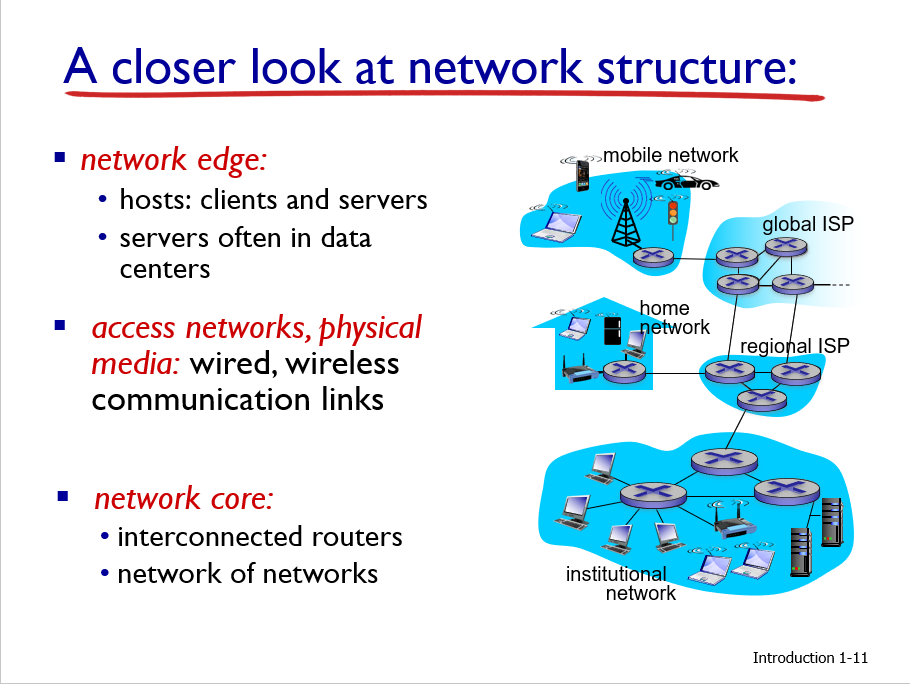 A closer look at network structure:
network edge:
hosts: clients and servers
servers often in data
centers
access networks, physical
media: wired, wireless
communication links
network core:
interconnected routers
network of networks
mobile network
global ISP
home
network
regional ISP
institutional
network
Introduction 1-11